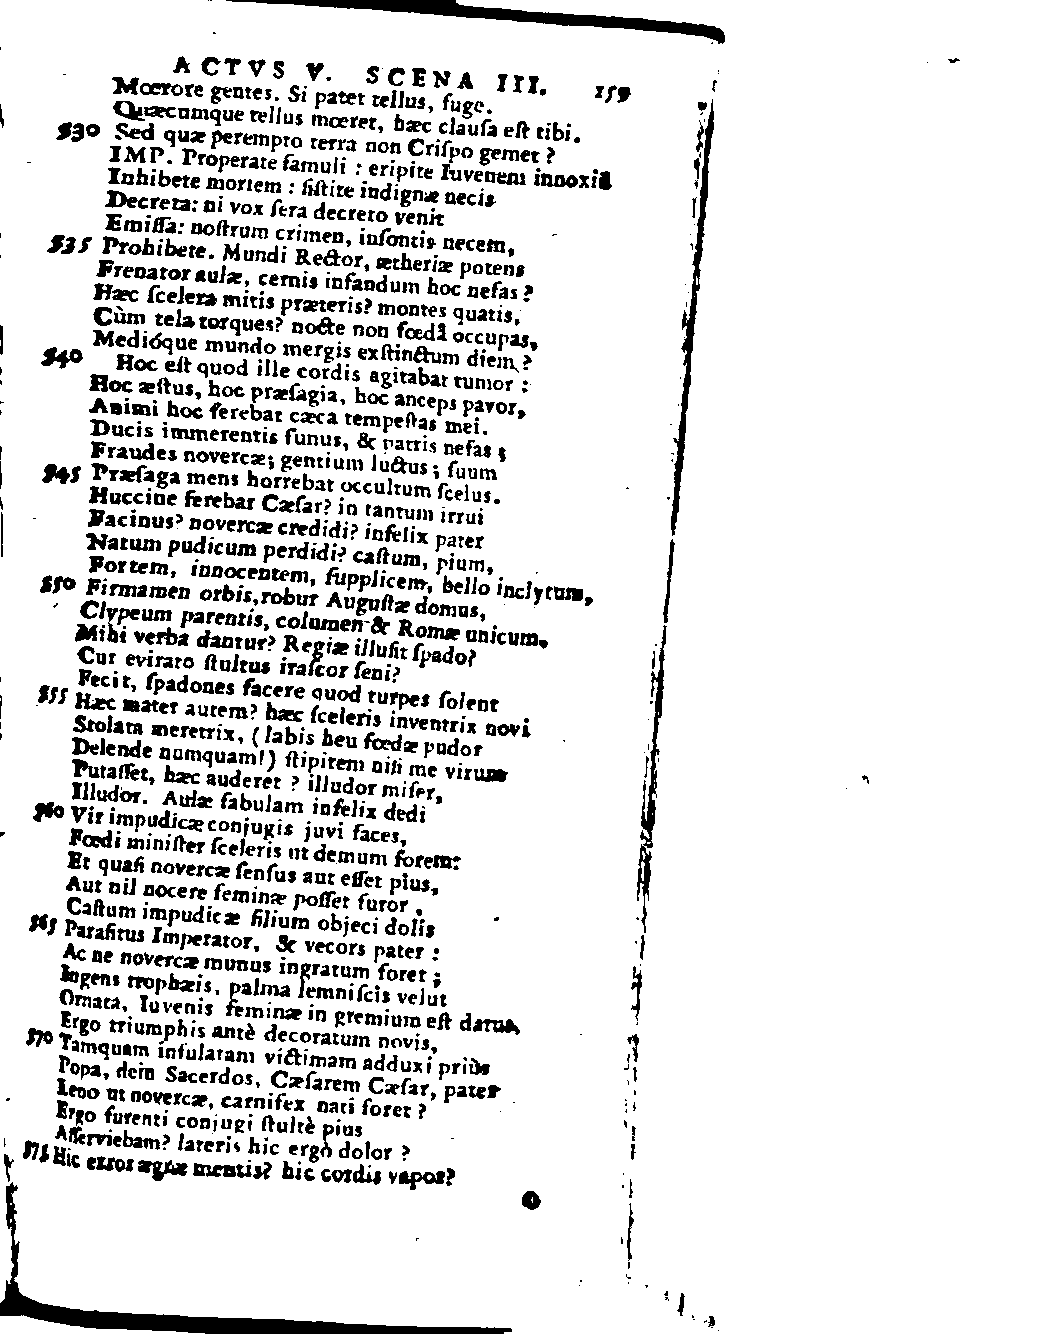 ACTVS V. SCENA III. 159
Mœrore gentes. Si patet tellus, fuge.
Quæcumque tellus mœret, hæc clauſa eſt tibi.
530 Sed quæ perempto terra non Criſpo gemet?
IMP. Properate famuli : eripite Iuvenem innoxiũ
Inhibete mortem : ſiſtite indignæ necis
Decreta: ni vox ſera decreto venit
Emiſſa: noſtrum crimen, inſontis necem,
535 Prohibete. Mundi Rector, ætheriæ potens
Frenator aulæ, cernis infandum hoc nefas?
Hæc ſcelera mitis præteris? montes quatis,
Cùm tela torques? nocte non fœdâ occupas,
Medióque mundo mergis exſtinctum diem?
540 Hoc eſt quod ille cordis agitabat tumor :
Hoc æſtus, hoc præſagia, hoc anceps pavor,
Animi hoc ferebat cæca tempeſtas mei.
Ducis immerentis funus, & patris nefas;
Fraudes novercæ; gentium luctus; ſuum
545 Præſaga mens horrebat occultum ſcelus.
Huccine ferebar Cæſar? in tantum irrui
Facinus? novercæ credidi? infelix pater
Natum pudicum perdidi? caſtum, pium,
Fortem, innocentem, ſupplicem, bello inclytum,
550 Firmamen orbis, robur Auguſtæ domus,
Clypeum parentis, columen & Romæ unicum,
Mihi verba dantur? Regiæ illuſit ſpado?
Cur evirato ſtultus iraſcor ſeni?
Fecit, ſpadones facere quod turpes ſolent
555 Hæc mater autem? hæc ſceleris inventrix novi
Stolata meretrix, (labis heu fœdæ pudor
Delende numquam!) ſtipitem niſi me virum
Putaſſet, hæc auderet ? illudor miſer,
Illudor. Aulæ fabulam infelix dedi
560 Vir impudicæ conjugis juvi faces,
Fœdi miniſter ſceleris ut demum forem:
Et quaſi novercæ ſenſus aut eſſet pius,
Aut nil nocere feminæ poſſet furor,
Caſtum impudicæ filium objeci dolis
565 Paraſitus Imperator, & vecors pater :
Ac ne novercæ munus ingratum foret ;
Ingens trophæis, palma lemniſcis velut
Ornata, Iuvenis feminæ in gremium eſt datus,
Ergo triumphis antè decoratum novis,
570 Tamquam infulatam victimam adduxi priùs
Popa, dein Sacerdos, Cæſarem Cæſar, pater
Leno ut novercæ, carnifex nati foret ?
Ergo furenti conjugi ſtultè pius
Aſſerviebam? lateris hic ergò dolor ?
575 Hic error ægræ mentis? hic cordis vapor?